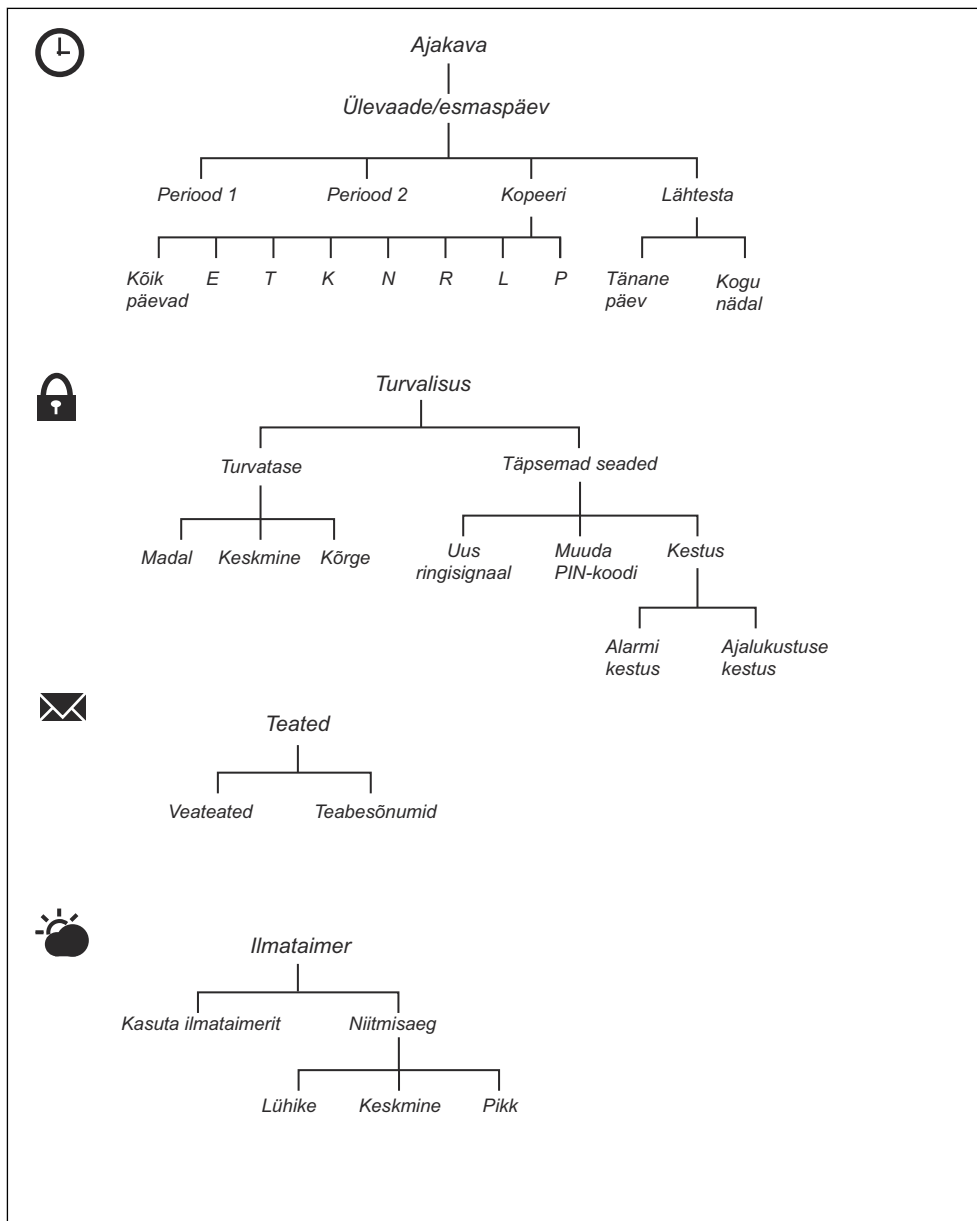 Ajakava
Ülevaade/esmaspäev
Periood 1
Periood 2
Kopeeri
Lähtesta
Kõik
päevad
E
T
K
N
R
L
P
Tänane
päev
Kogu
nädal
Turvalisus
Turvatase
Täpsemad seaded
Madal
Keskmine
Kõrge
Uus
ringisignaal
Muuda
PIN-koodi
Kestus
Alarmi
kestus
Ajalukustuse
kestus
Teated
Veateated
Teabesõnumid
Ilmataimer
Kasuta ilmataimerit
Niitmisaeg
Lühike
Keskmine
Pikk